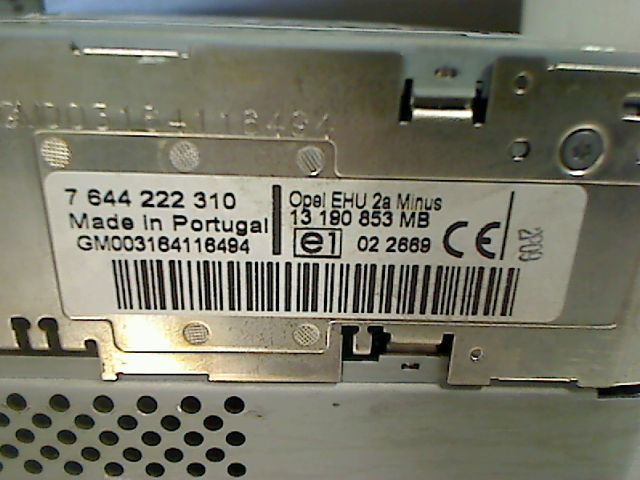 7 644 222 310
Made in Portugal
GM003164116494
Opel EHU 2a Minus
13 190 853 MB
e1 02 2669 CE